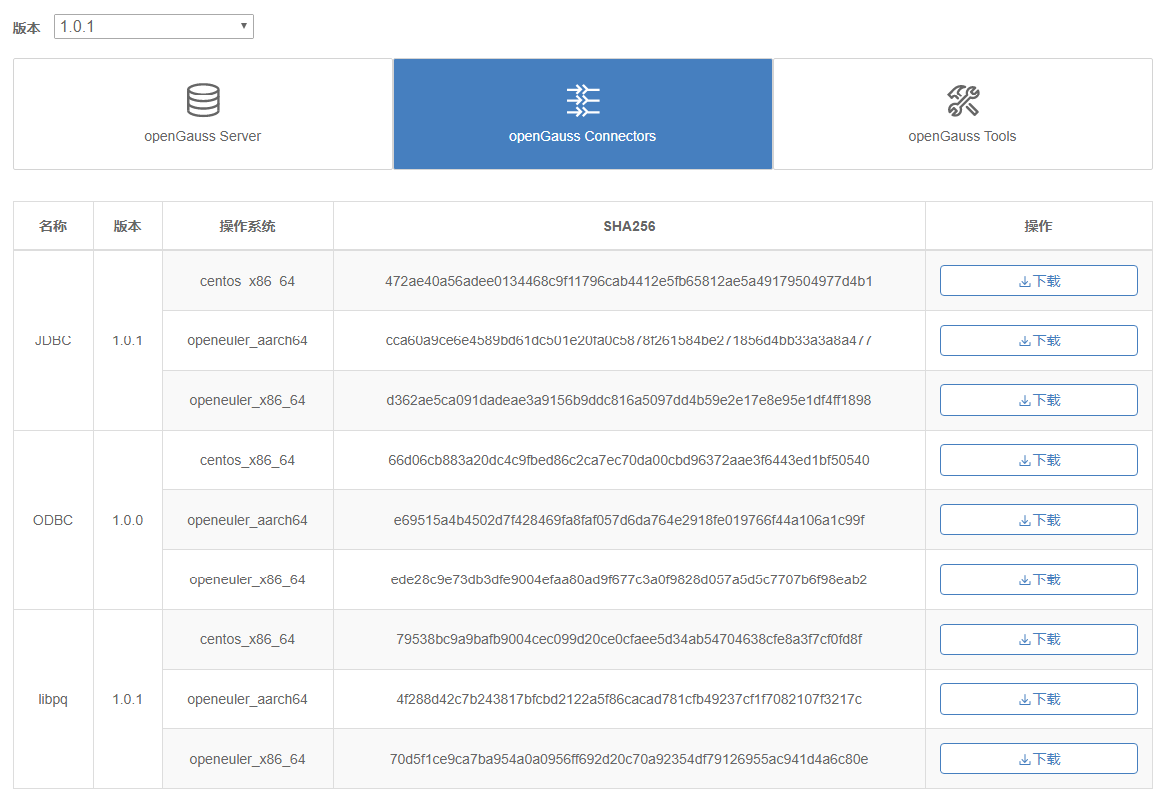 版本 1.0.1
openGauss Server openGauss Connectors openGauss Tools
名称 版本 操作系统 SHA256 操作
centos_x86_64 472ae40a56adee0134468c9f11796cab4412e5fb65812ae5a49179504977d4b1 下载
JDBC 1.0.1 openeuler_aarch64 cca60a9ce6e4589bd61dc501e20fa0c5878f261584be271856d4bb33a3a8a477 下载
openeuler_x86_64 d362ae5ca091dadeae3a9156b9ddc816a5097dd4b59e2e17e8e95e1df4ff1898 下载
centos_x86_64 66d06cb883a20dc4c9fbed86c2ca7ec70da00cbd96372aae3f6443ed1bf50540 下载
ODBC 1.0.0 openeuler_aarch64 e69515a4b4502d7f428469fa8faf057d6da764e2918fe019766f44a106a1c99f 下载
openeuler_x86_64 ede28c9e73db3dfe9004efaa80ad9f677c3a0f9828d057a5d5c7707b6f98eab2 下载
centos_x86_64 79538bc9a9bafb9004cec099d20ce0cfaee5d34ab54704638cfe8a3f7cf0fd8f 下载
libpq 1.0.1 openeuler_aarch64 4f288d42c7b243817bfcbd2122a5f86cacad781cfb49237cf1f7082107f3217c 下载
openeuler_x86_64 70d5f1ce9ca7ba954a0a0956ff692d20c70a92354df79126955ac941d4a6c80e 下载